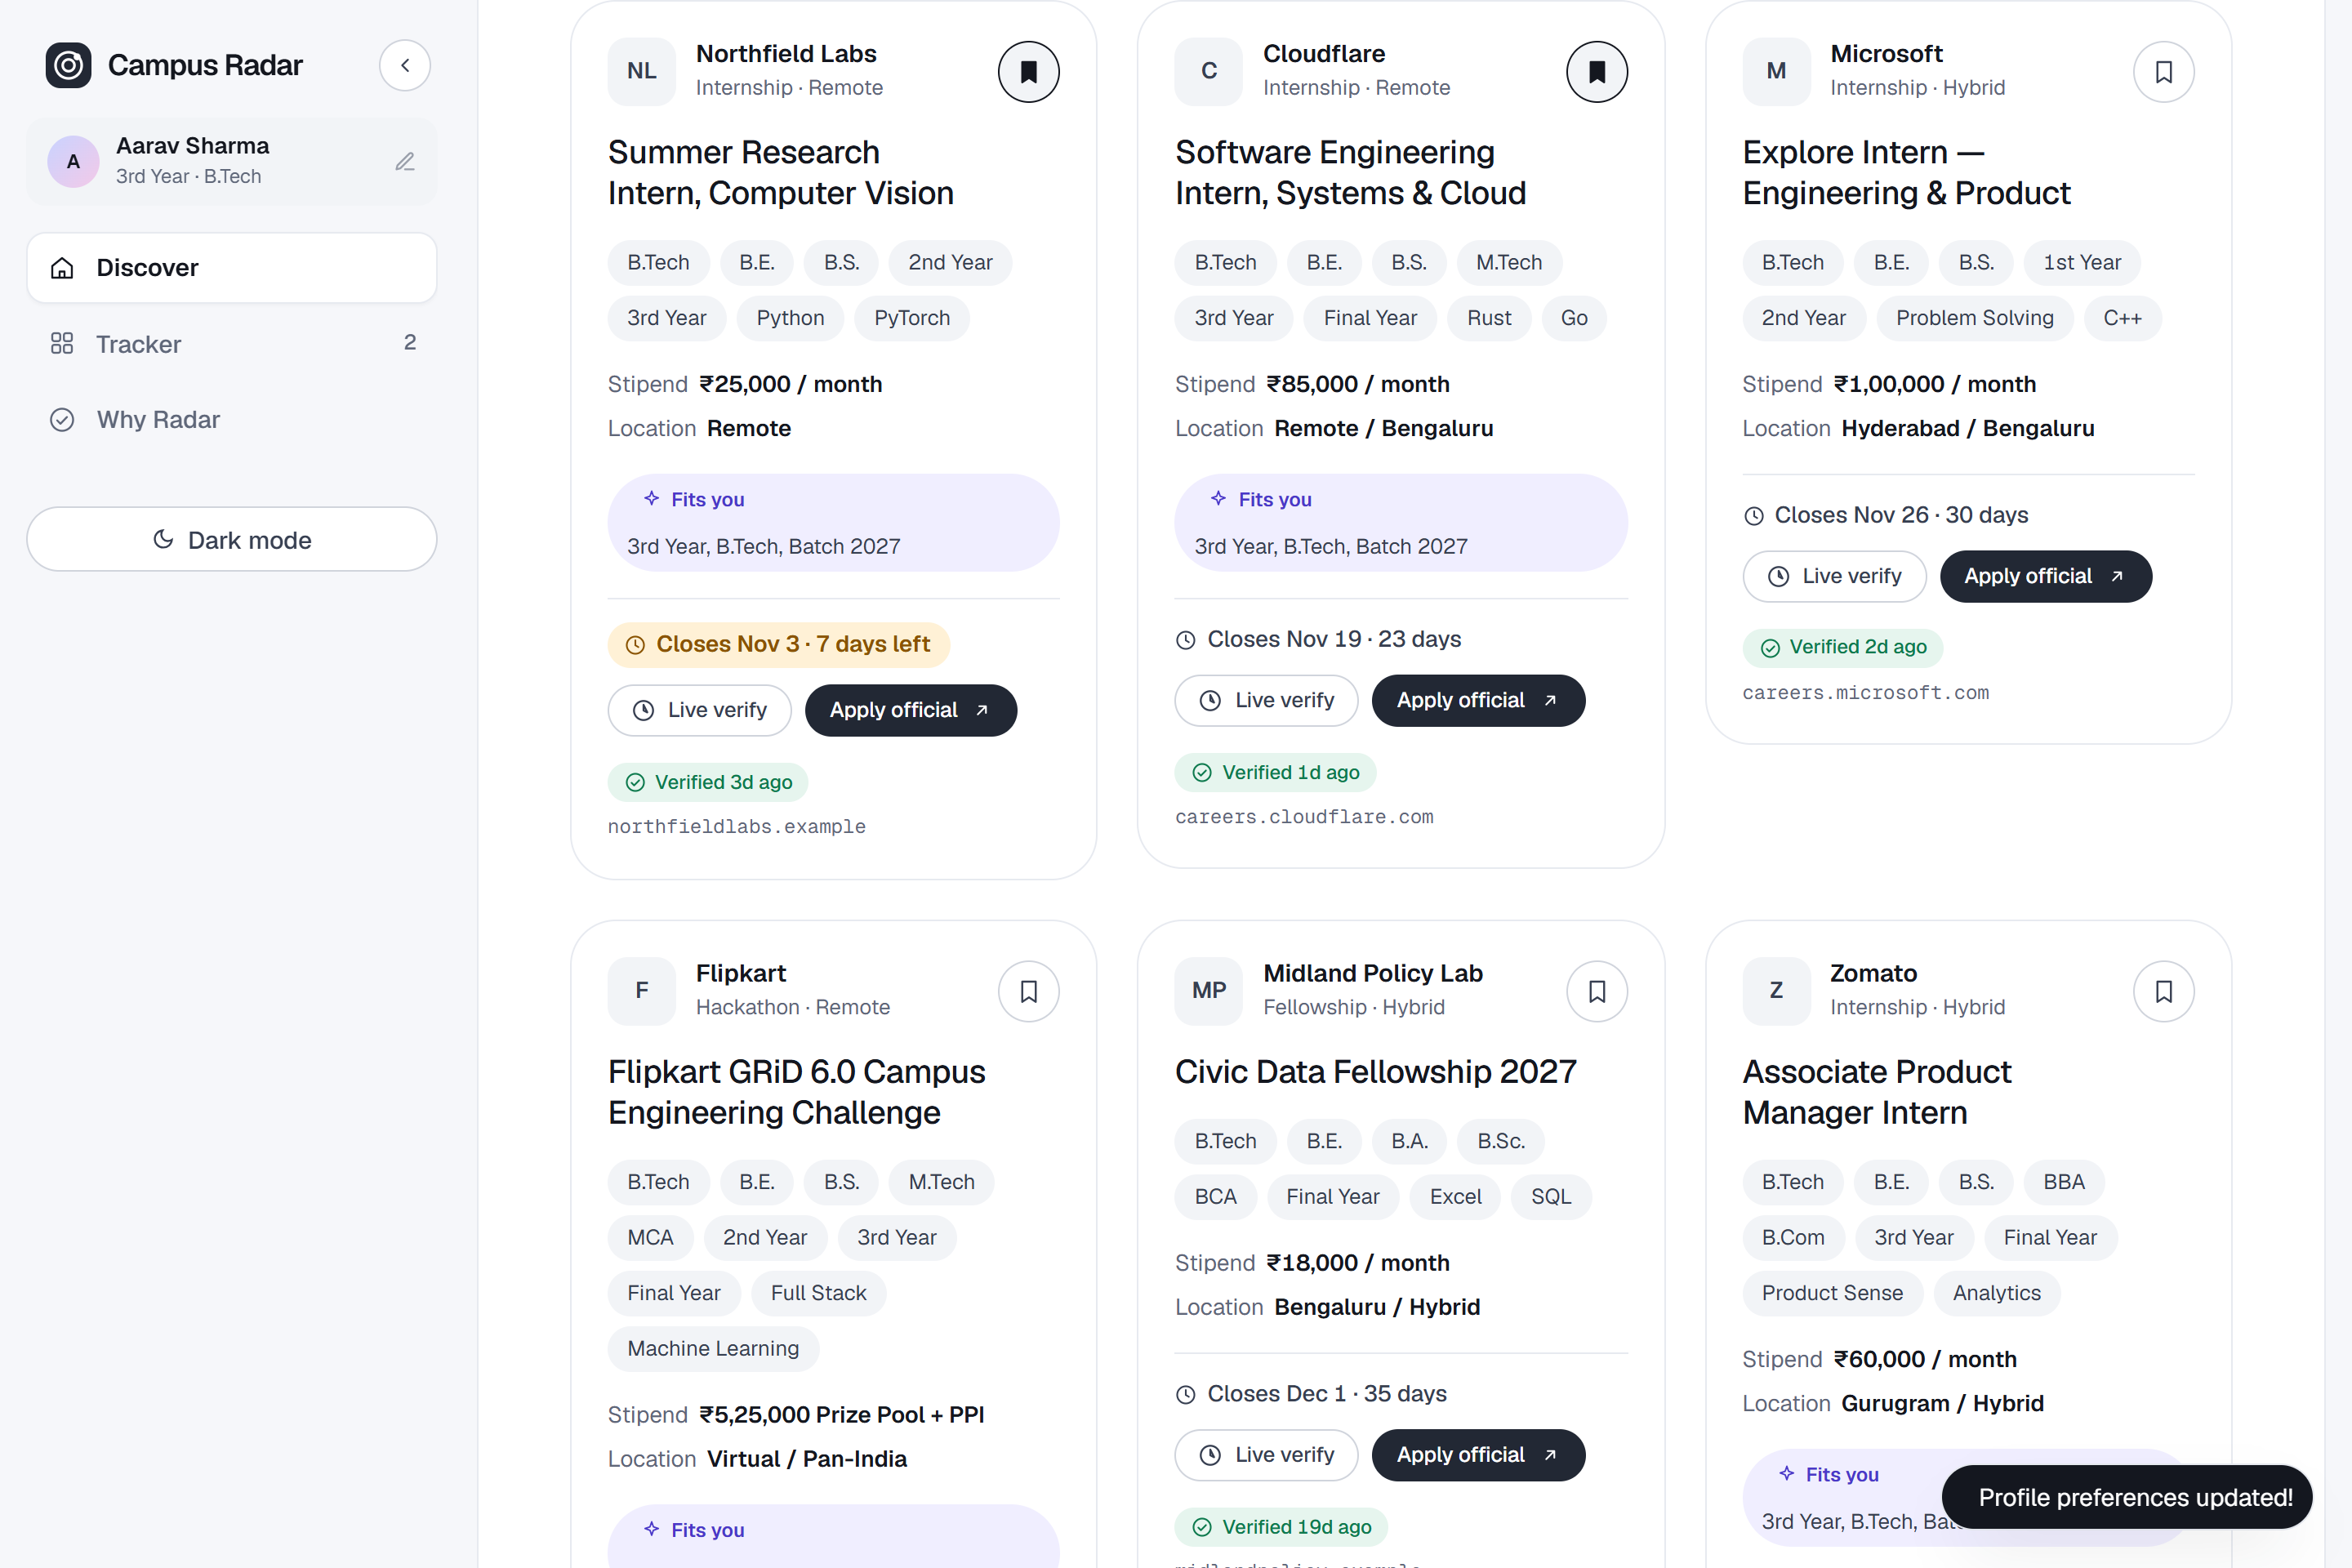 Campus Radar
A
Aarav Sharma
3rd Year · B.Tech
Discover
Tracker 2
Why Radar
Dark mode
NL
Northfield Labs
Internship · Remote
Summer Research
Intern, Computer Vision
B.Tech B.E. B.S. 2nd Year
3rd Year Python PyTorch
Stipend ₹25,000 / month
Location Remote
Fits you
3rd Year, B.Tech, Batch 2027
Closes Nov 3 · 7 days left
Live verify Apply official
Verified 3d ago
northfieldlabs.example
C
Cloudflare
Internship · Remote
Software Engineering
Intern, Systems & Cloud
B.Tech B.E. B.S. M.Tech
3rd Year Final Year Rust Go
Stipend ₹85,000 / month
Location Remote / Bengaluru
Fits you
3rd Year, B.Tech, Batch 2027
Closes Nov 19 · 23 days
Live verify Apply official
Verified 1d ago
careers.cloudflare.com
M
Microsoft
Internship · Hybrid
Explore Intern —
Engineering & Product
B.Tech B.E. B.S. 1st Year
2nd Year Problem Solving C++
Stipend ₹1,00,000 / month
Location Hyderabad / Bengaluru
Closes Nov 26 · 30 days
Live verify Apply official
Verified 2d ago
careers.microsoft.com
F
Flipkart
Hackathon · Remote
Flipkart GRiD 6.0 Campus
Engineering Challenge
B.Tech B.E. B.S. M.Tech
MCA 2nd Year 3rd Year
Final Year Full Stack
Machine Learning
Stipend ₹5,25,000 Prize Pool + PPI
Location Virtual / Pan-India
Fits you
MP
Midland Policy Lab
Fellowship · Hybrid
Civic Data Fellowship 2027
B.Tech B.E. B.A. B.Sc.
BCA Final Year Excel SQL
Stipend ₹18,000 / month
Location Bengaluru / Hybrid
Closes Dec 1 · 35 days
Live verify Apply official
Verified 19d ago
Z
Zomato
Internship · Hybrid
Associate Product
Manager Intern
B.Tech B.E. B.S. BBA
B.Com 3rd Year Final Year
Product Sense Analytics
Stipend ₹60,000 / month
Location Gurugram / Hybrid
Fits you
3rd Year, B.Tech,
Profile preferences updated!